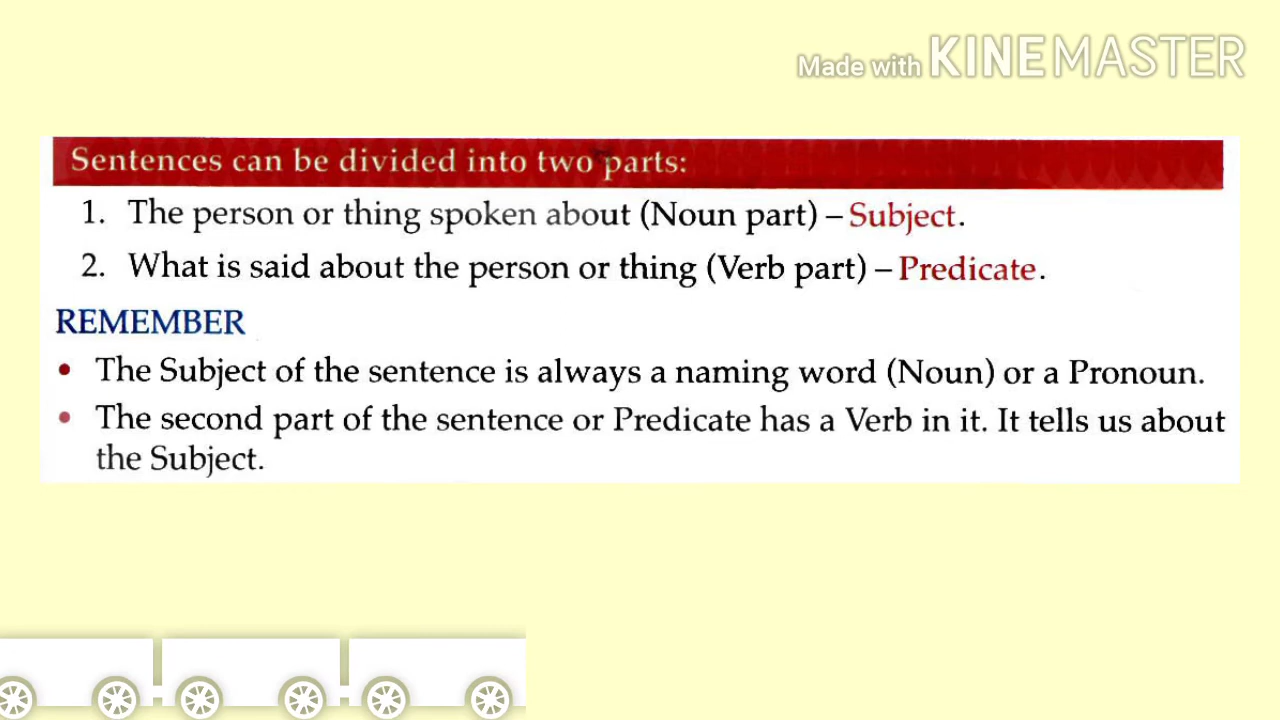 Made with KINEMASTER
Sentences can be divided into two parts:
1. The person or thing spoken about (Noun part) – Subject.
2. What is said about the person or thing (Verb part) – Predicate.
REMEMBER
• The Subject of the sentence is always a naming word (Noun) or a Pronoun.
• The second part of the sentence or Predicate has a Verb in it. It tells us about
the Subject.